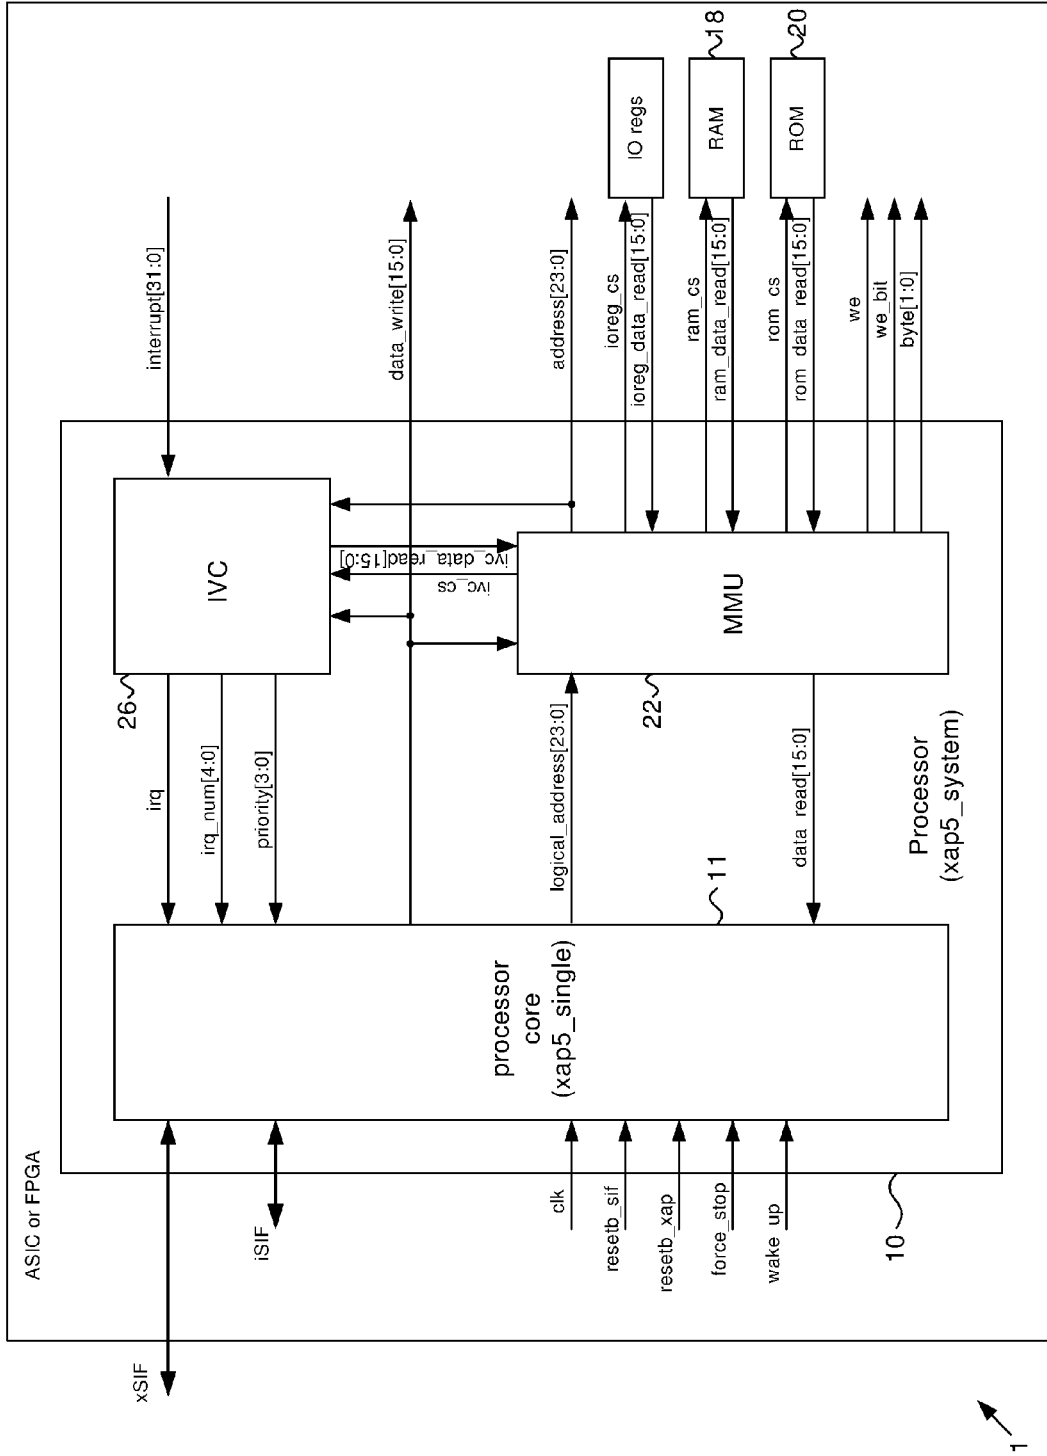 ASIC or FPGA
xSIF
iSIF
clk
resetb_sif
resetb_xap
force_stop
wake_up
10
1
processor
core
(xap5_single)
11
irq
irq_num[4:0]
priority[3:0]
logical_address[23:0]
data_read[15:0]
Processor
(xap5_system)
26
IVC
ivc_data_read[15:0]
ivc_cs
22
MMU
interrupt[31:0]
data_write[15:0]
address[23:0]
ioreg_cs
ioreg_data_read[15:0]
ram_cs
ram_data_read[15:0]
rom_cs
rom_data_read[15:0]
we
we_bit
byte[1:0]
IO regs
RAM
18
ROM
20